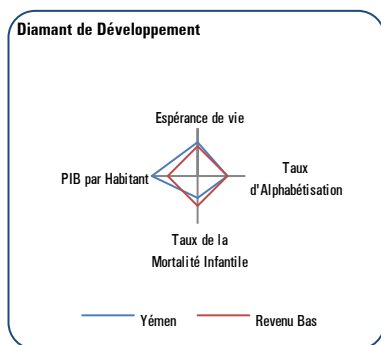 Diamant de Développement
Espérance de vie
PIB par Habitant
Taux
d'Alphabétisation
Taux de la
Mortalité Infantile
Yémen
Revenu Bas